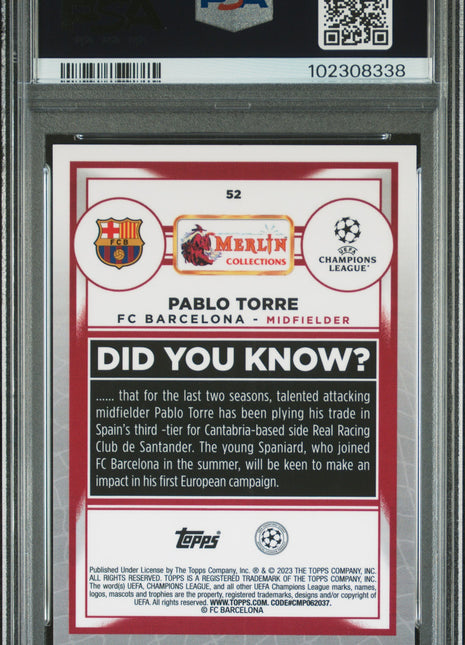 PSA
102308338
52
FCB
MERLIN
COLLECTIONS
UEFA
CHAMPIONS
LEAGUE
PABLO TORRE
FC BARCELONA - MIDFIELDER
DID YOU KNOW?
...... that for the last two seasons, talented attacking
midfielder Pablo Torre has been plying his trade in
Spain's third -tier for Cantabria-based side Real Racing
Club de Santander. The young Spaniard, who joined
FC Barcelona in the summer, will be keen to make an
impact in his first European campaign.
Topps
Published Under License by The Topps Company, Inc. ® & © 2023 THE TOPPS COMPANY, INC.
ALL RIGHTS RESERVED. TOPPS IS A REGISTERED TRADEMARK OF THE TOPPS COMPANY, INC.
The word(s) UEFA, CHAMPIONS LEAGUE, and all other UEFA Champions League marks, names,
logos, mascots and trophies are the property, registered trademarks, designs and/or copyright of
UEFA. All rights reserved. WWW.TOPPS.COM. CODE#CMP062037.
© FC BARCELONA